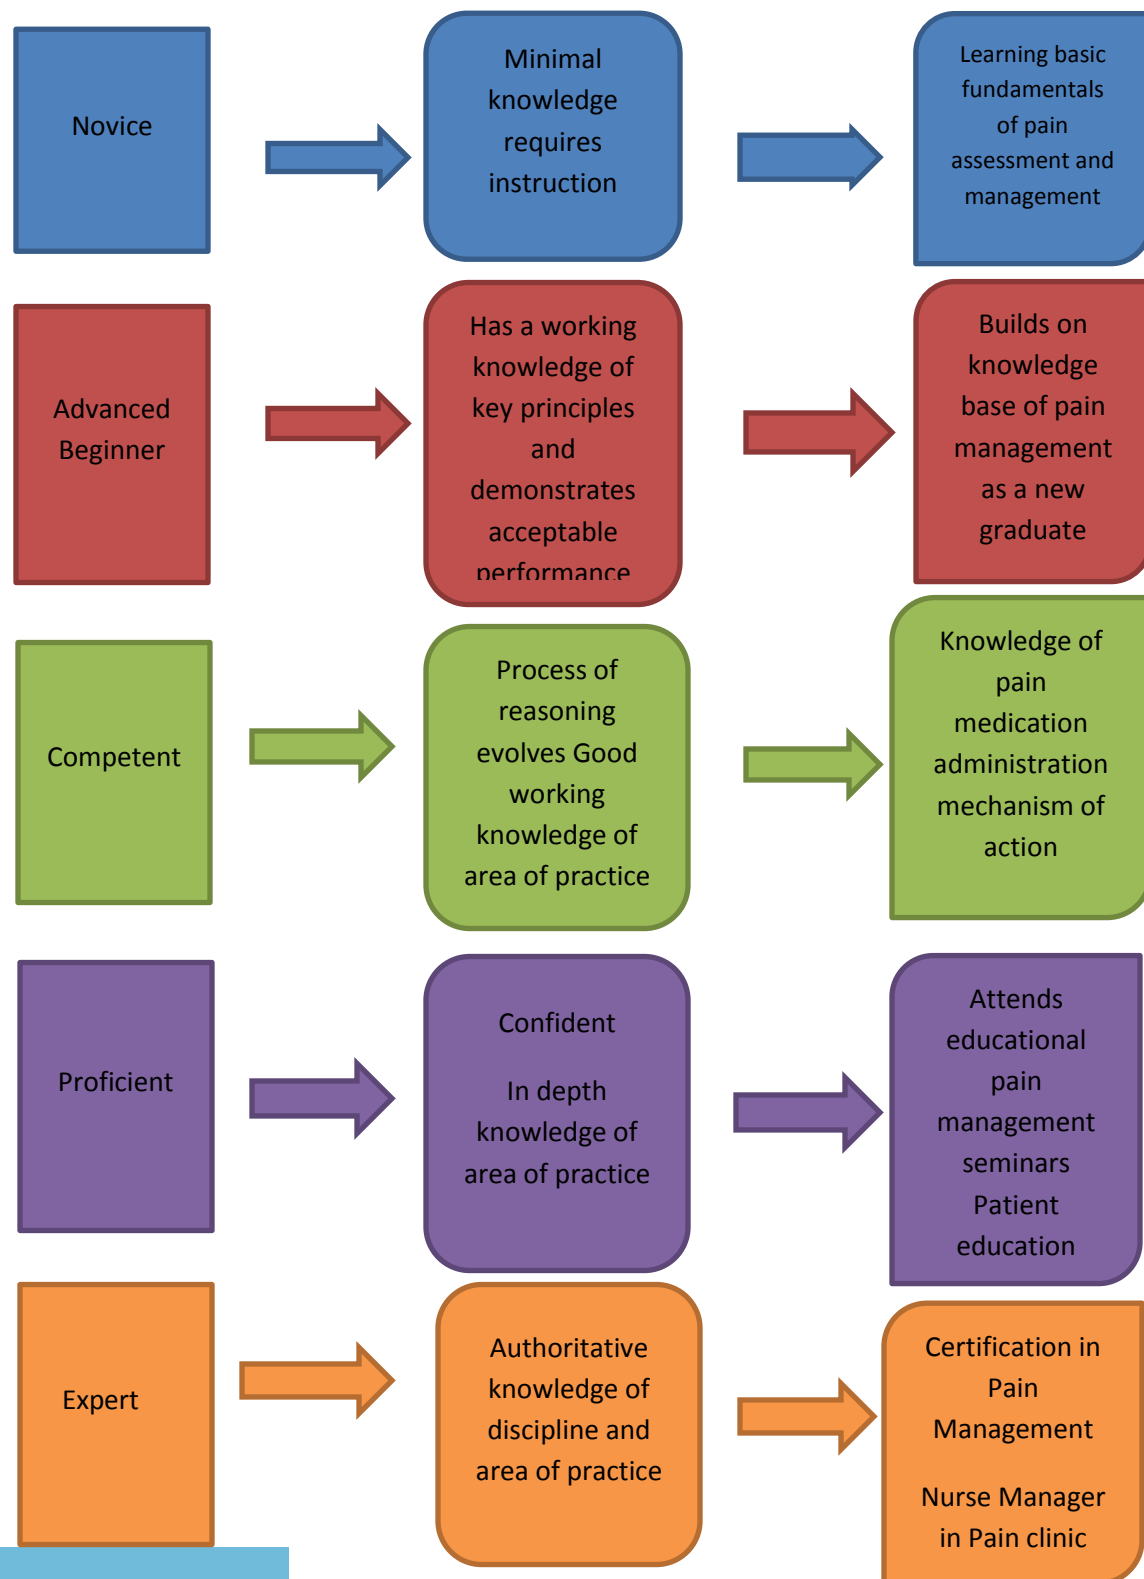 Novice
Minimal
knowledge
requires
instruction
Learning basic
fundamentals
of pain
assessment and
management
Advanced
Beginner
Has a working
knowledge of
key principles
and
demonstrates
acceptable
performance
Builds on
knowledge
base of pain
management
as a new
graduate
Competent
Process of
reasoning
evolves Good
working
knowledge of
area of practice
Knowledge of
pain
medication
administration
mechanism of
action
Proficient
Confident
In depth
knowledge of
area of practice
Attends
educational
pain
management
seminars
Patient
education
Expert
Authoritative
knowledge of
discipline and
area of practice
Certification in
Pain
Management
Nurse Manager
in Pain clinic